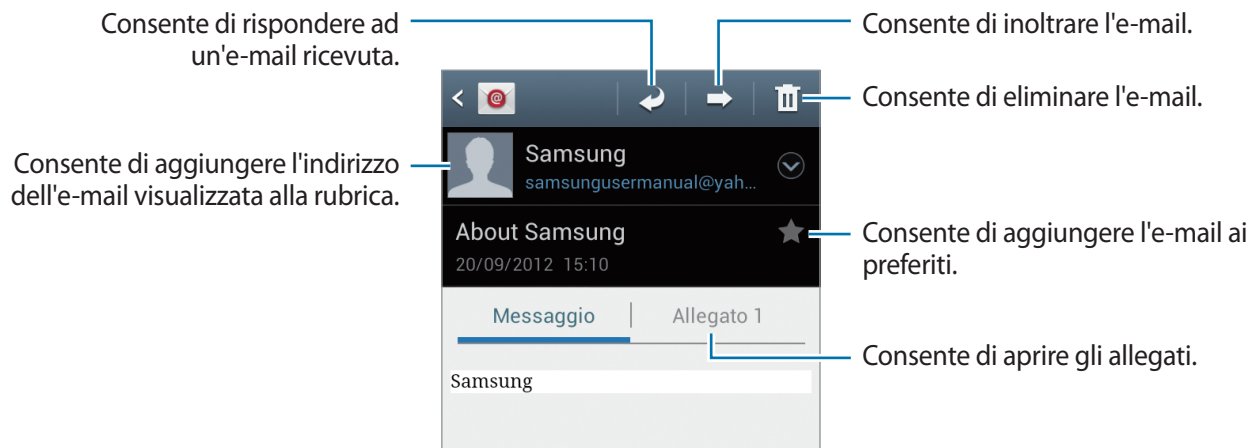 Consente di rispondere ad
un'e-mail ricevuta.
Consente di inoltrare l'e-mail.
Consente di eliminare l'e-mail.
Consente di aggiungere l'indirizzo
dell'e-mail visualizzata alla rubrica.
@
Samsung
samsungusermanual@yah...
About Samsung
20/09/2012 15:10
Consente di aggiungere l'e-mail ai
preferiti.
Messaggio
Allegato 1
Consente di aprire gli allegati.
Samsung